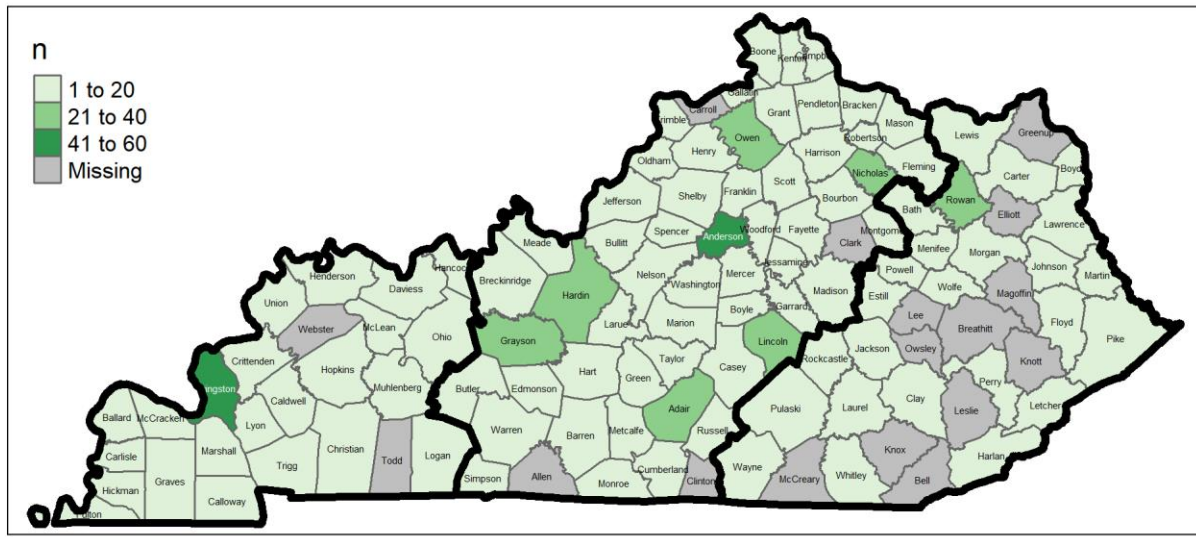 n
1 to 20
21 to 40
41 to 60
Missing
Boone
Kenton
Campb
Gallatin
Carroll
Trimble
Grant
Pendleton
Bracken
Mason
Lewis
Greenup
Owen
Robertson
Oldham
Henry
Harrison
Fleming
Carter
Boyd
Nicholas
Jefferson
Shelby
Franklin
Scott
Bourbon
Rowan
Elliott
Bath
Lawrence
Meade
Bullitt
Spencer
Anderson
Woodford
Fayette
Clark
Montgome
Menifee
Morgan
Hancoc
Breckinridge
Nelson
Washington
Mercer
Jessamine
Madison
Powell
Wolfe
Johnson
Martin
Henderson
Daviess
Hardin
Estill
Magoffin
Union
Webster
McLean
Ohio
Larue
Marion
Boyle
Garrard
Lee
Breathitt
Floyd
Grayson
Lincoln
Owsley
Pike
Crittenden
Hopkins
Hart
Taylor
Casey
Rockcastle
Jackson
Knott
Perry
ingston
Muhlenberg
Butler
Edmonson
Green
Clay
Leslie
Letcher
Ballard
McCracken
Caldwell
Lyon
Warren
Adair
Pulaski
Laurel
Marshall
Christian
Barren
Metcalfe
Russell
Carlisle
Graves
Trigg
Todd
Logan
Cumberland
Wayne
Knox
Harlan
Hickman
Calloway
Simpson
Allen
Monroe
Clinton
McCreary
Whitley
Bell
Fulton